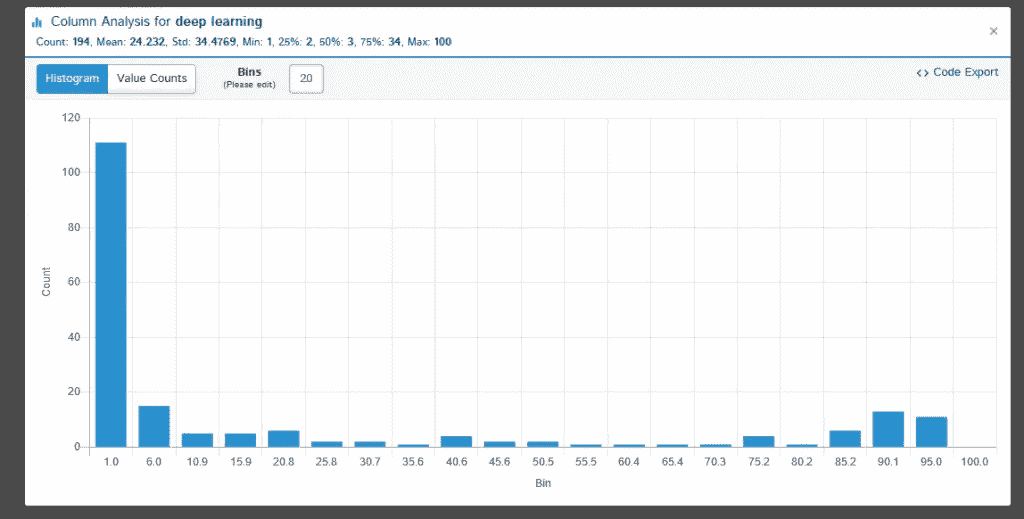 Column Analysis for deep learning
Count: 194, Mean: 24.232, Std: 34.4769, Min: 1, 25%: 2, 50%: 3, 75%: 34, Max: 100
Histogram Value Counts Bins (Please edit) 20 Code Export
120
100
80
60
40
20
0
Count
1.0 6.0 10.9 15.9 20.8 25.8 30.7 35.6 40.6 45.6 50.5 55.5 60.4 65.4 70.3 75.2 80.2 85.2 90.1 95.0 100.0
Bin